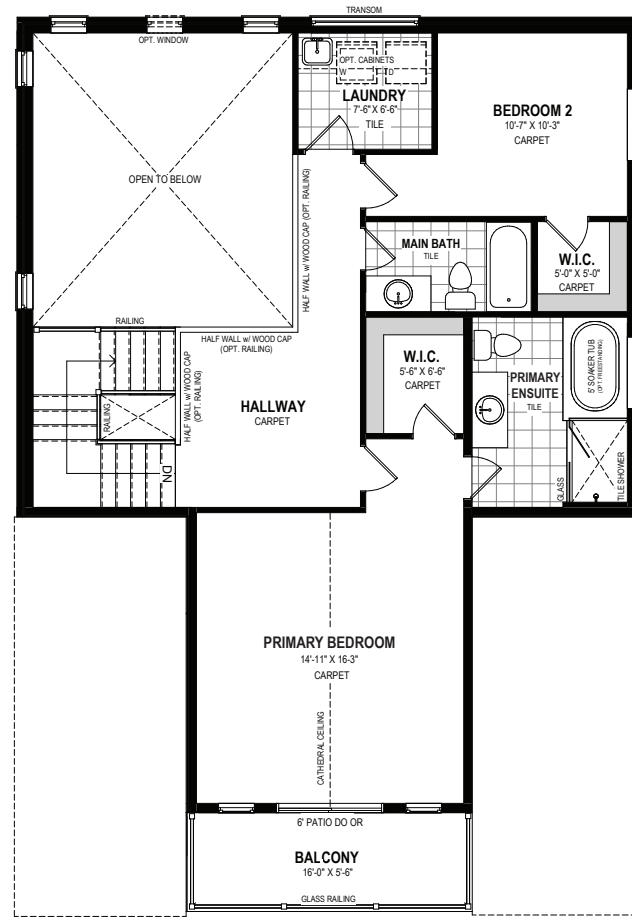 TRANSOM
OPT. WINDOW
OPT. CABINETS
W
D
LAUNDRY
7'-6" X 6'-6"
TILE
BEDROOM 2
10'-7" X 10'-3"
CARPET
OPEN TO BELOW
HALF WALL w/ WOOD CAP (OPT. RAILING)
MAIN BATH
TILE
W.I.C.
5'-0" X 5'-0"
CARPET
RAILING
HALF WALL w/ WOOD CAP
(OPT. RAILING)
HALF WALL w/ WOOD CAP
(OPT. RAILING)
RAILING
DN
HALLWAY
CARPET
W.I.C.
5'-6" X 6'-6"
CARPET
PRIMARY
ENSUITE
TILE
5' SOAKER TUB
(OPT. FREESTANDING)
GLASS
TILE SHOWER
PRIMARY BEDROOM
14'-11" X 16'-3"
CARPET
CATHEDRAL CEILING
6' PATIO DO OR
BALCONY
16'-0" X 5'-6"
GLASS RAILING